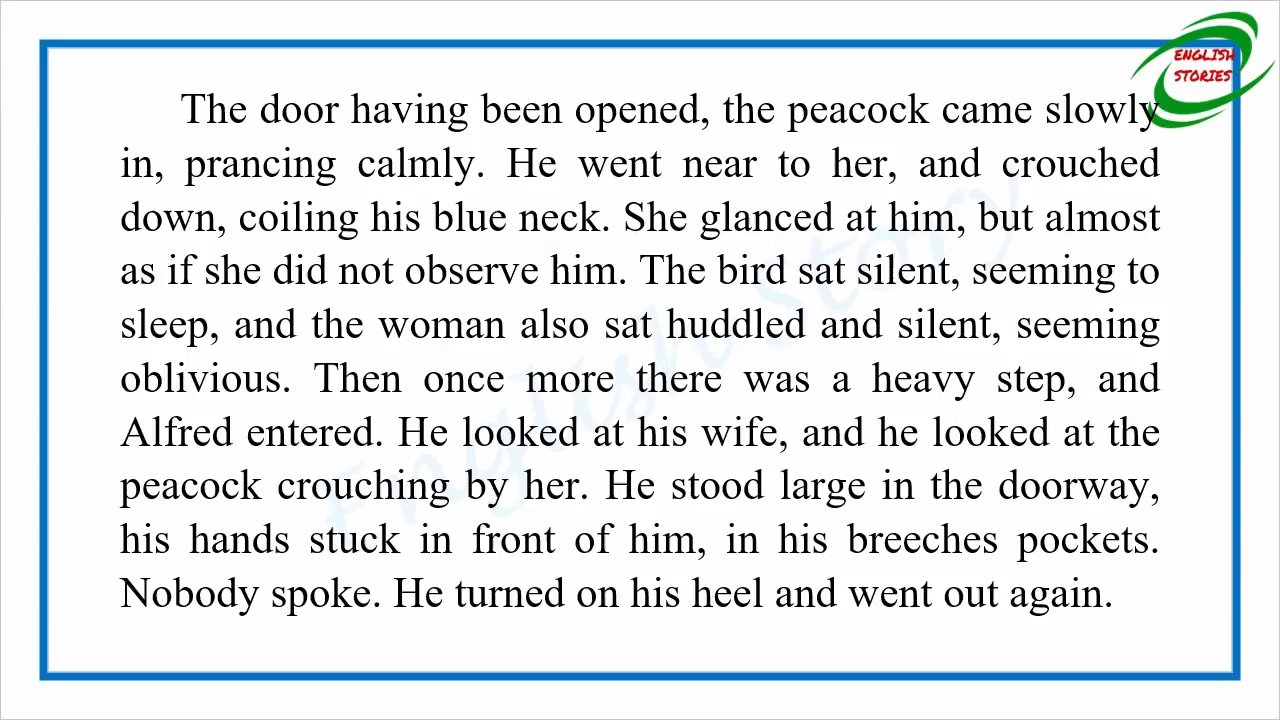 ENGLISH
STORIES
The door having been opened, the peacock came slowly
in, prancing calmly. He went near to her, and crouched
down, coiling his blue neck. She glanced at him, but almost
as if she did not observe him. The bird sat silent, seeming to
sleep, and the woman also sat huddled and silent, seeming
oblivious. Then once more there was a heavy step, and
Alfred entered. He looked at his wife, and he looked at the
peacock crouching by her. He stood large in the doorway,
his hands stuck in front of him, in his breeches pockets.
Nobody spoke. He turned on his heel and went out again.
English Story